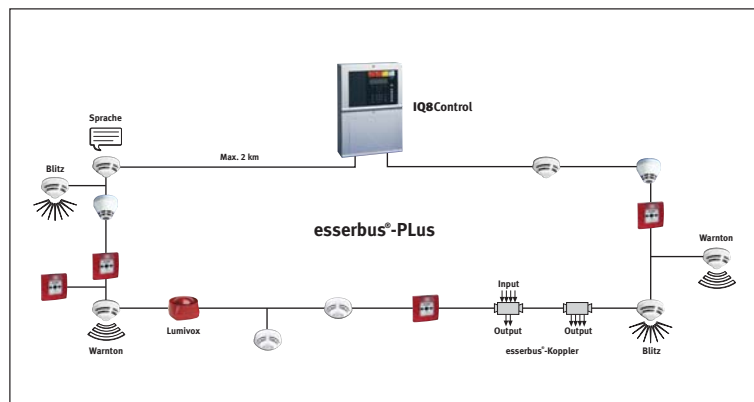 IQ8Control
Sprache
Max. 2 km
Blitz
esserbus®-PLus
Warnton
Input
Lumivox
Output
Output
Warnton
esserbus®-Koppler
Blitz